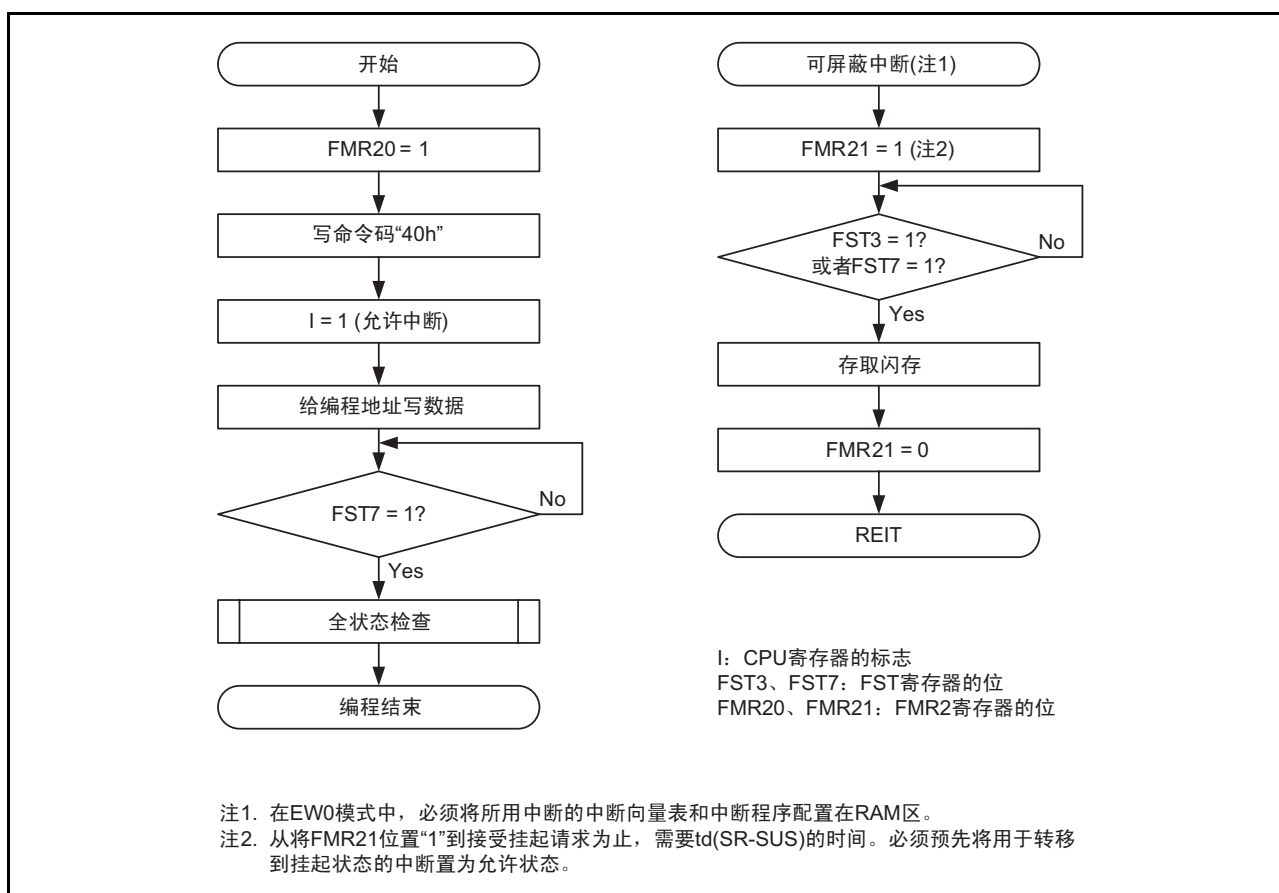 开始
FMR20 = 1
写命令码“40h”
I = 1 (允许中断)
给编程地址写数据
FST7 = 1?
No
Yes
全状态检查
编程结束
可屏蔽中断(注1)
FMR21 = 1 (注2)
FST3 = 1?
或者FST7 = 1?
No
Yes
存取闪存
FMR21 = 0
REIT
I：CPU寄存器的标志
FST3、FST7：FST寄存器的位
FMR20、FMR21：FMR2寄存器的位
注1. 在EW0模式中，必须将所用中断的中断向量表和中断程序配置在RAM区。
注2. 从将FMR21位置“1”到接受挂起请求为止，需要td(SR-SUS)的时间。必须预先将用于转移
到挂起状态的中断置为允许状态。